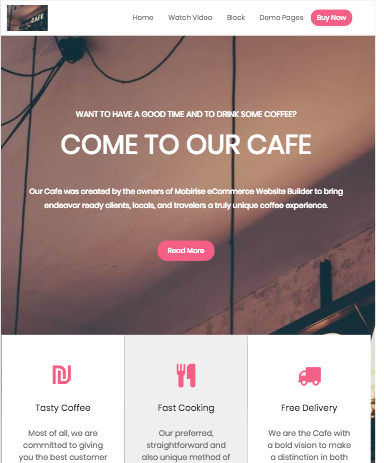 CAFE
Home Watch Video Block Demo Pages Buy Now
WANT TO HAVE A GOOD TIME AND TO DRINK SOME COFFEE?
COME TO OUR CAFE
Our Cafe was created by the owners of Mobirise eCommerce Website Builder to bring
endeavor ready clients, locals, and travelers a truly unique coffee experience.
Read More
Tasty Coffee
Most of all, we are
committed to giving
you the best customer
Fast Cooking
Our preferred,
straightforward and
also unique method of
Free Delivery
We are the Cafe with
a bold vision to make
a distinction in both